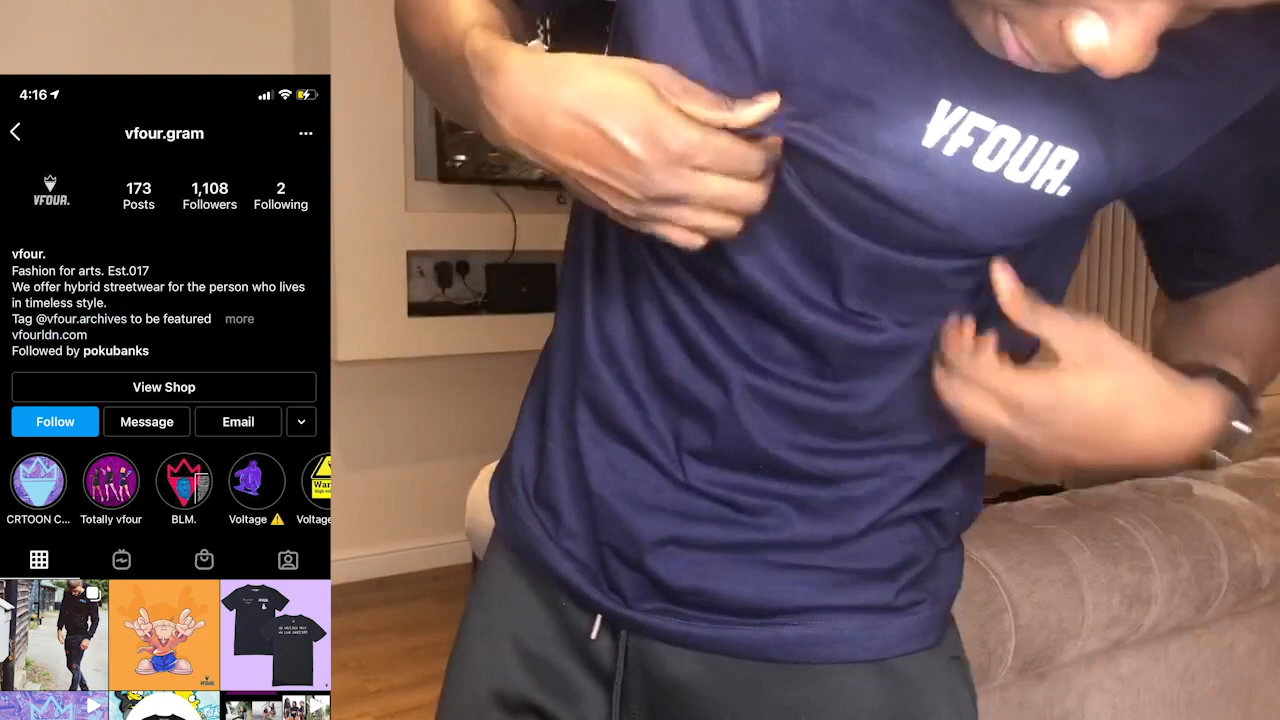 4:16
vfour.gram
VFOUR.
173
1,108
2
Posts
Followers
Following
vfour.
Fashion for arts. Est.017
We offer hybrid streetwear for the person who lives
in timeless style.
Tag @vfour.archives to be featured more
vfourldn.com
Followed by pokubanks
View Shop
Follow
Message
Email
CRTOON C...
Totally vfour
BLM.
Voltage ⚠️
Voltage
VFOUR.